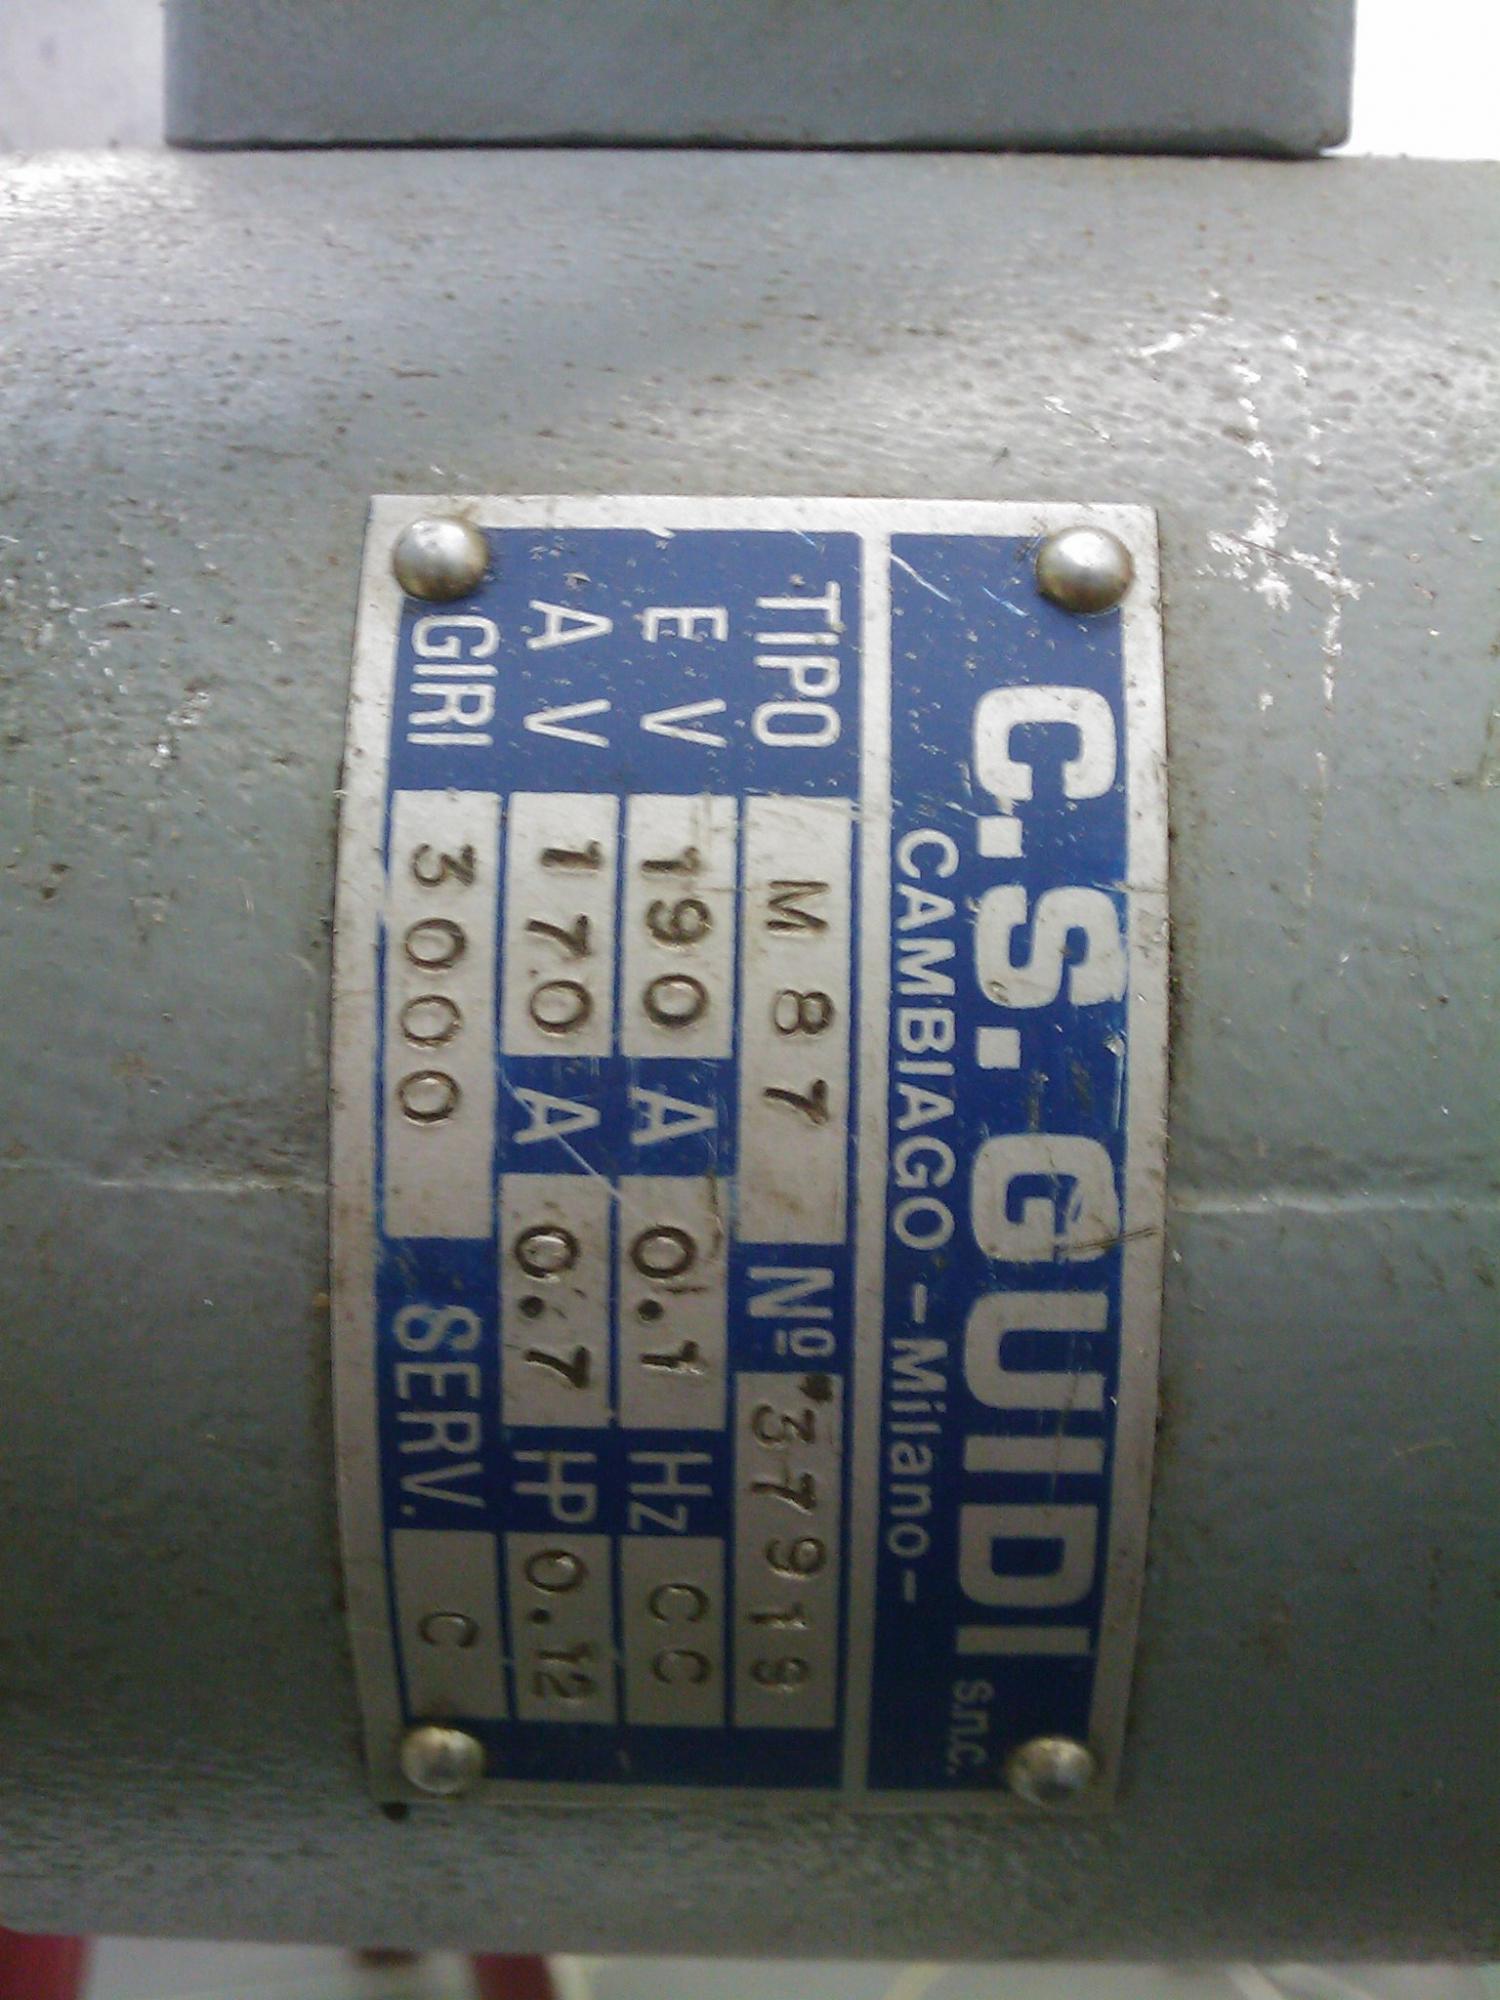 C.S. GUIDI s.n.c.
CAMBIAGO - Milano -
TIPO M 87 Nº 37919
E V 190 A 0.1 Hz CC
A V 170 A 0.7 HP 0.12
GIRI 3000 SERV. C